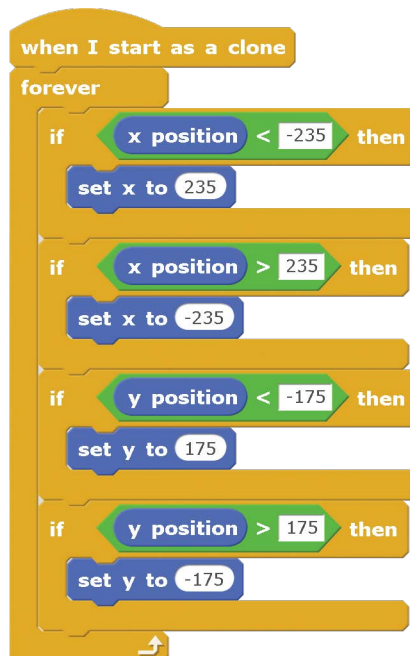 when I start as a clone
forever
if x position < -235 then
set x to 235
if x position > 235 then
set x to -235
if y position < -175 then
set y to 175
if y position > 175 then
set y to -175